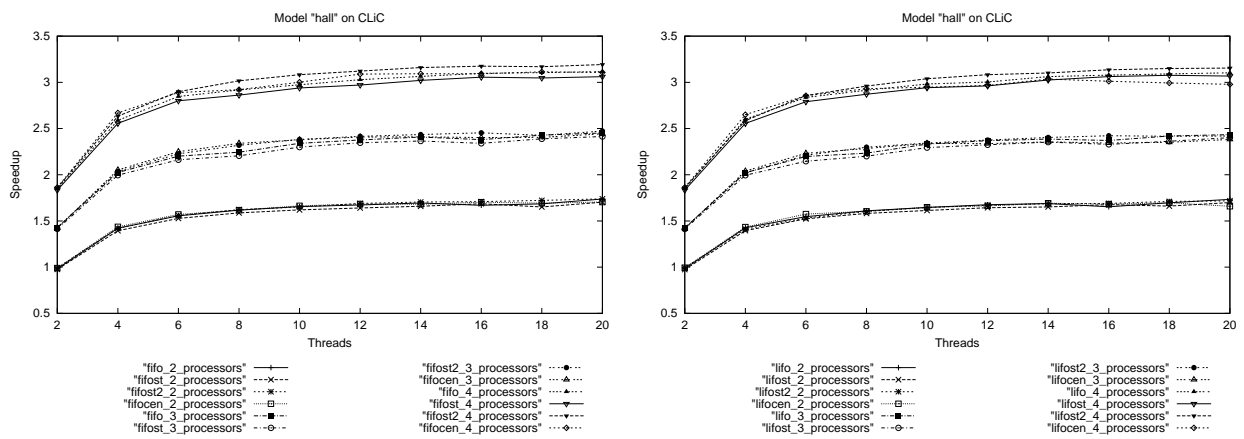 Model "hall" on CLiC
3.5
3
2.5
2
1.5
1
0.5
Speedup
2 4 6 8 10 12 14 16 18 20
Threads
"fifo_2_processors"
"fifost_2_processors"
"fifost2_2_processors"
"fifocen_2_processors"
"fifo_3_processors"
"fifost_3_processors"
"fifost2_3_processors"
"fifocen_3_processors"
"fifo_4_processors"
"fifost_4_processors"
"fifost2_4_processors"
"fifocen_4_processors"
Model "hall" on CLiC
3.5
3
2.5
2
1.5
1
0.5
Speedup
2 4 6 8 10 12 14 16 18 20
Threads
"lifo_2_processors"
"lifost_2_processors"
"lifost2_2_processors"
"lifocen_2_processors"
"lifo_3_processors"
"lifost_3_processors"
"lifost2_3_processors"
"lifocen_3_processors"
"lifo_4_processors"
"lifost_4_processors"
"lifost2_4_processors"
"lifocen_4_processors"